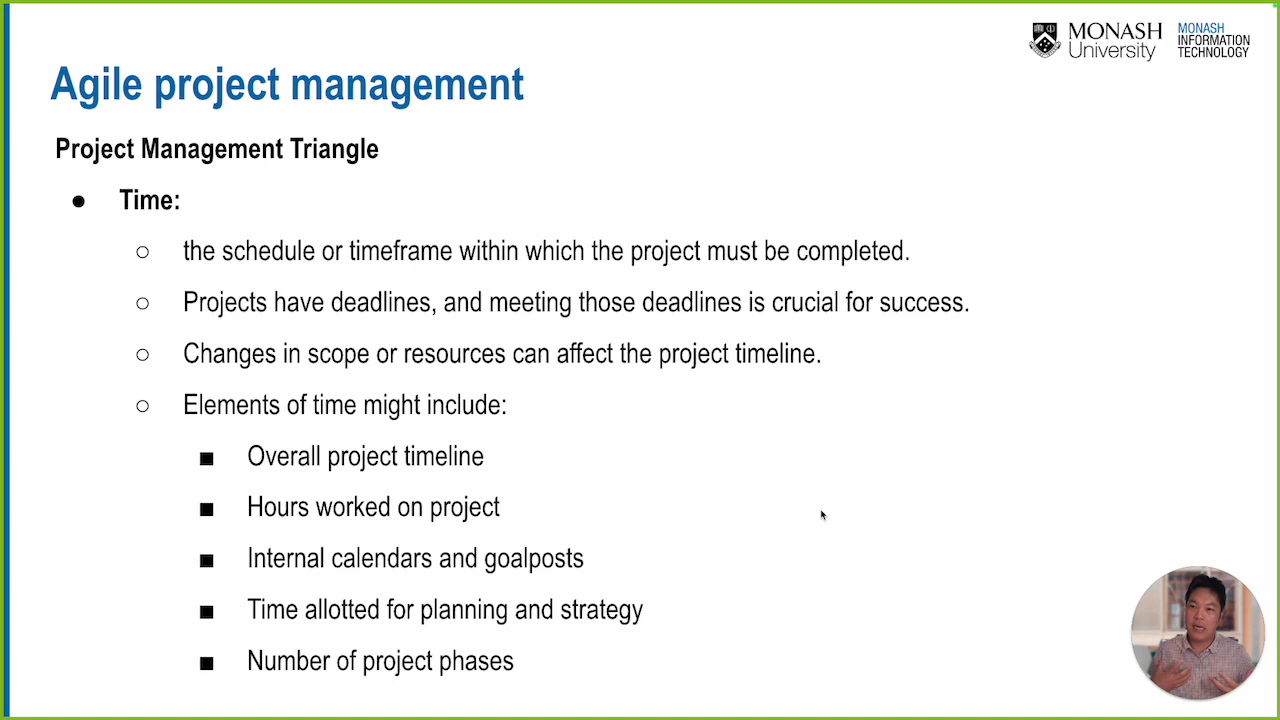 MONASH University
MONASH INFORMATION TECHNOLOGY
Agile project management
Project Management Triangle
● Time:
○ the schedule or timeframe within which the project must be completed.
○ Projects have deadlines, and meeting those deadlines is crucial for success.
○ Changes in scope or resources can affect the project timeline.
○ Elements of time might include:
■ Overall project timeline
■ Hours worked on project
■ Internal calendars and goalposts
■ Time allotted for planning and strategy
■ Number of project phases